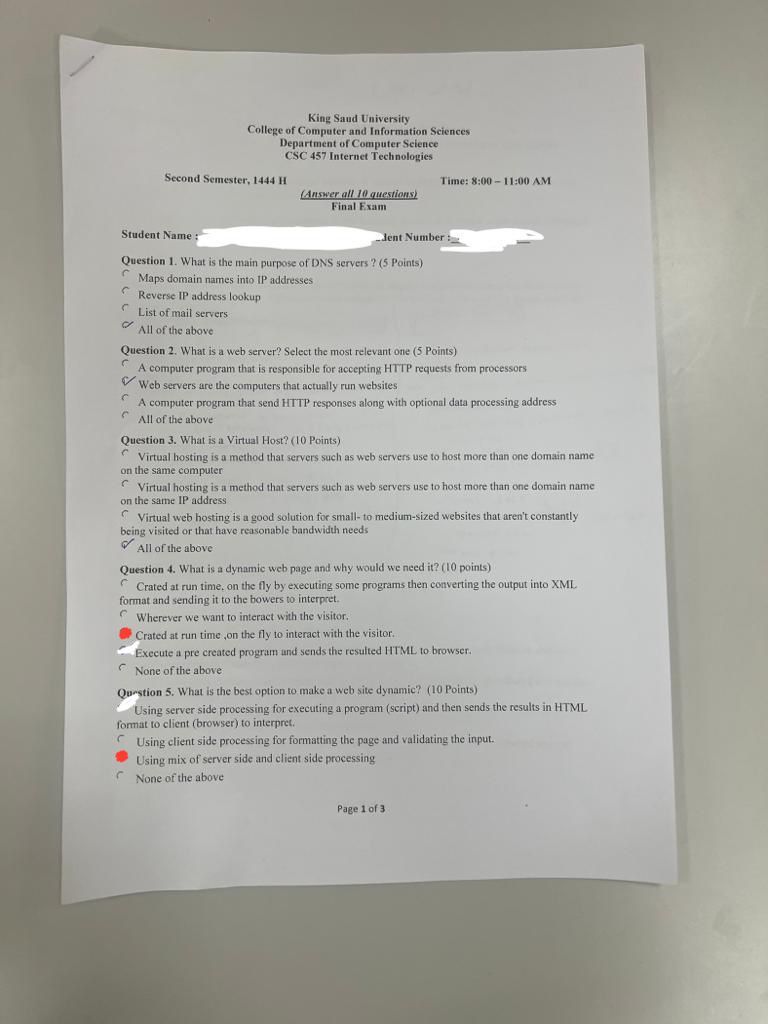 King Saud University
College of Computer and Information Sciences
Department of Computer Science
CSC 457 Internet Technologies
Second Semester, 1444 H Time: 8:00 – 11:00 AM
(Answer all 10 questions)
Final Exam
Student Name : dent Number :
Question 1. What is the main purpose of DNS servers ? (5 Points)
Maps domain names into IP addresses
Reverse IP address lookup
List of mail servers
All of the above
Question 2. What is a web server? Select the most relevant one (5 Points)
A computer program that is responsible for accepting HTTP requests from processors
Web servers are the computers that actually run websites
A computer program that send HTTP responses along with optional data processing address
All of the above
Question 3. What is a Virtual Host? (10 Points)
Virtual hosting is a method that servers such as web servers use to host more than one domain name
on the same computer
Virtual hosting is a method that servers such as web servers use to host more than one domain name
on the same IP address
Virtual web hosting is a good solution for small- to medium-sized websites that aren't constantly
being visited or that have reasonable bandwidth needs
All of the above
Question 4. What is a dynamic web page and why would we need it? (10 points)
Crated at run time, on the fly by executing some programs then converting the output into XML
format and sending it to the bowers to interpret.
Wherever we want to interact with the visitor.
Crated at run time ,on the fly to interact with the visitor.
Execute a pre created program and sends the resulted HTML to browser.
None of the above
Question 5. What is the best option to make a web site dynamic? (10 Points)
Using server side processing for executing a program (script) and then sends the results in HTML
format to client (browser) to interpret.
Using client side processing for formatting the page and validating the input.
Using mix of server side and client side processing
None of the above
Page 1 of 3